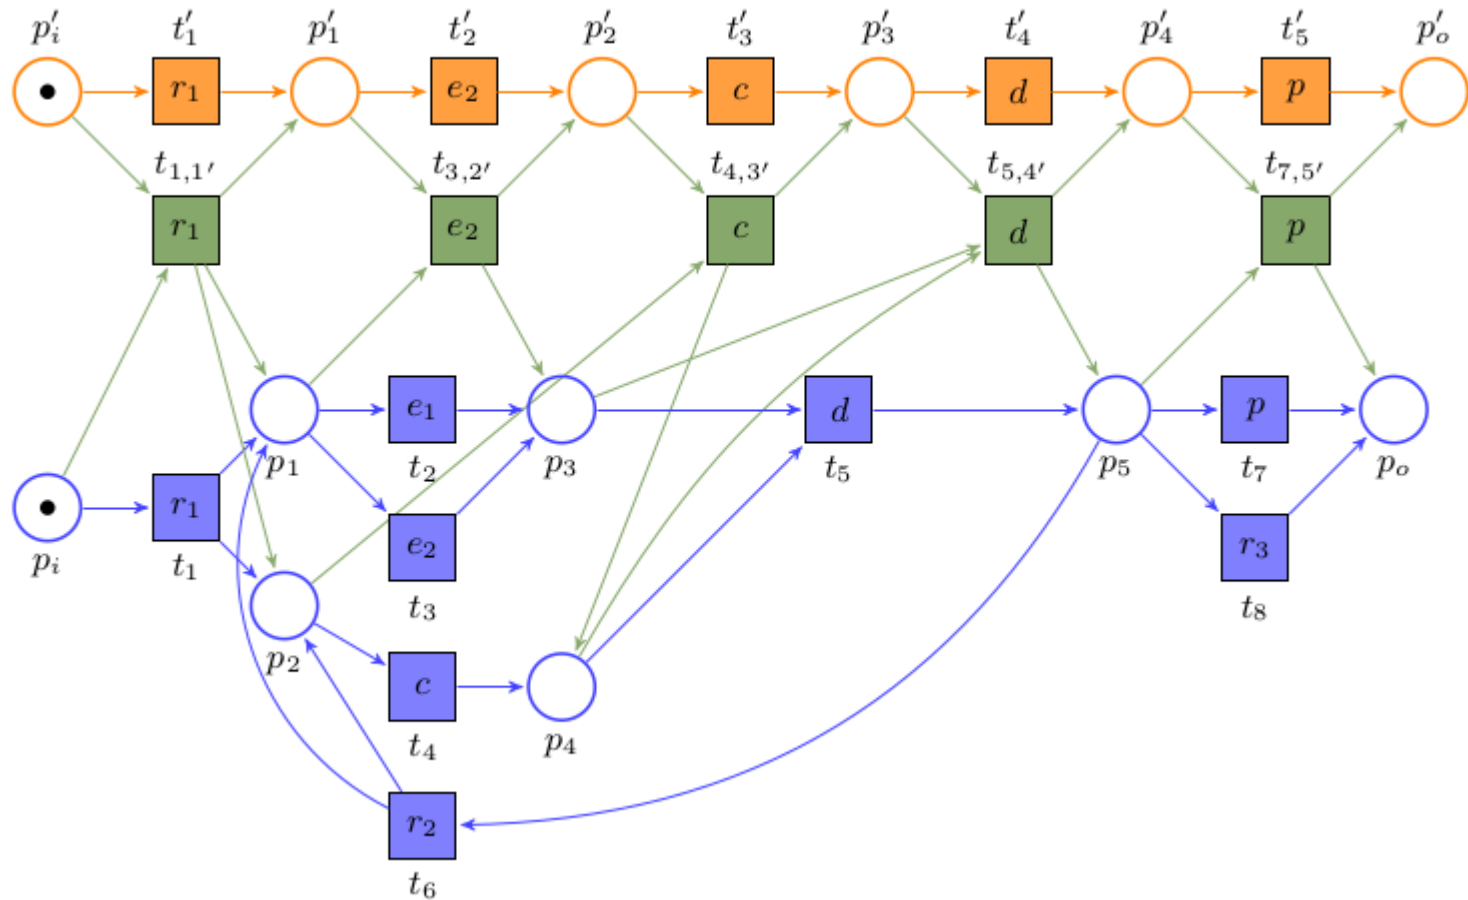 p′ᵢ t′₁ p′₁ t′₂ p′₂ t′₃ p′₃ t′₄ p′₄ t′₅ p′ₒ
r₁ e₂ c d p
t₁,₁′ t₃,₂′ t₄,₃′ t₅,₄′ t₇,₅′
r₁ e₂ c d p
e₁ d p
p₁ t₂ p₃ t₅ p₅ t₇ pₒ
r₁ e₂ r₃
pᵢ t₁ t₃ t₈
p₂ c
t₄ p₄
r₂
t₆